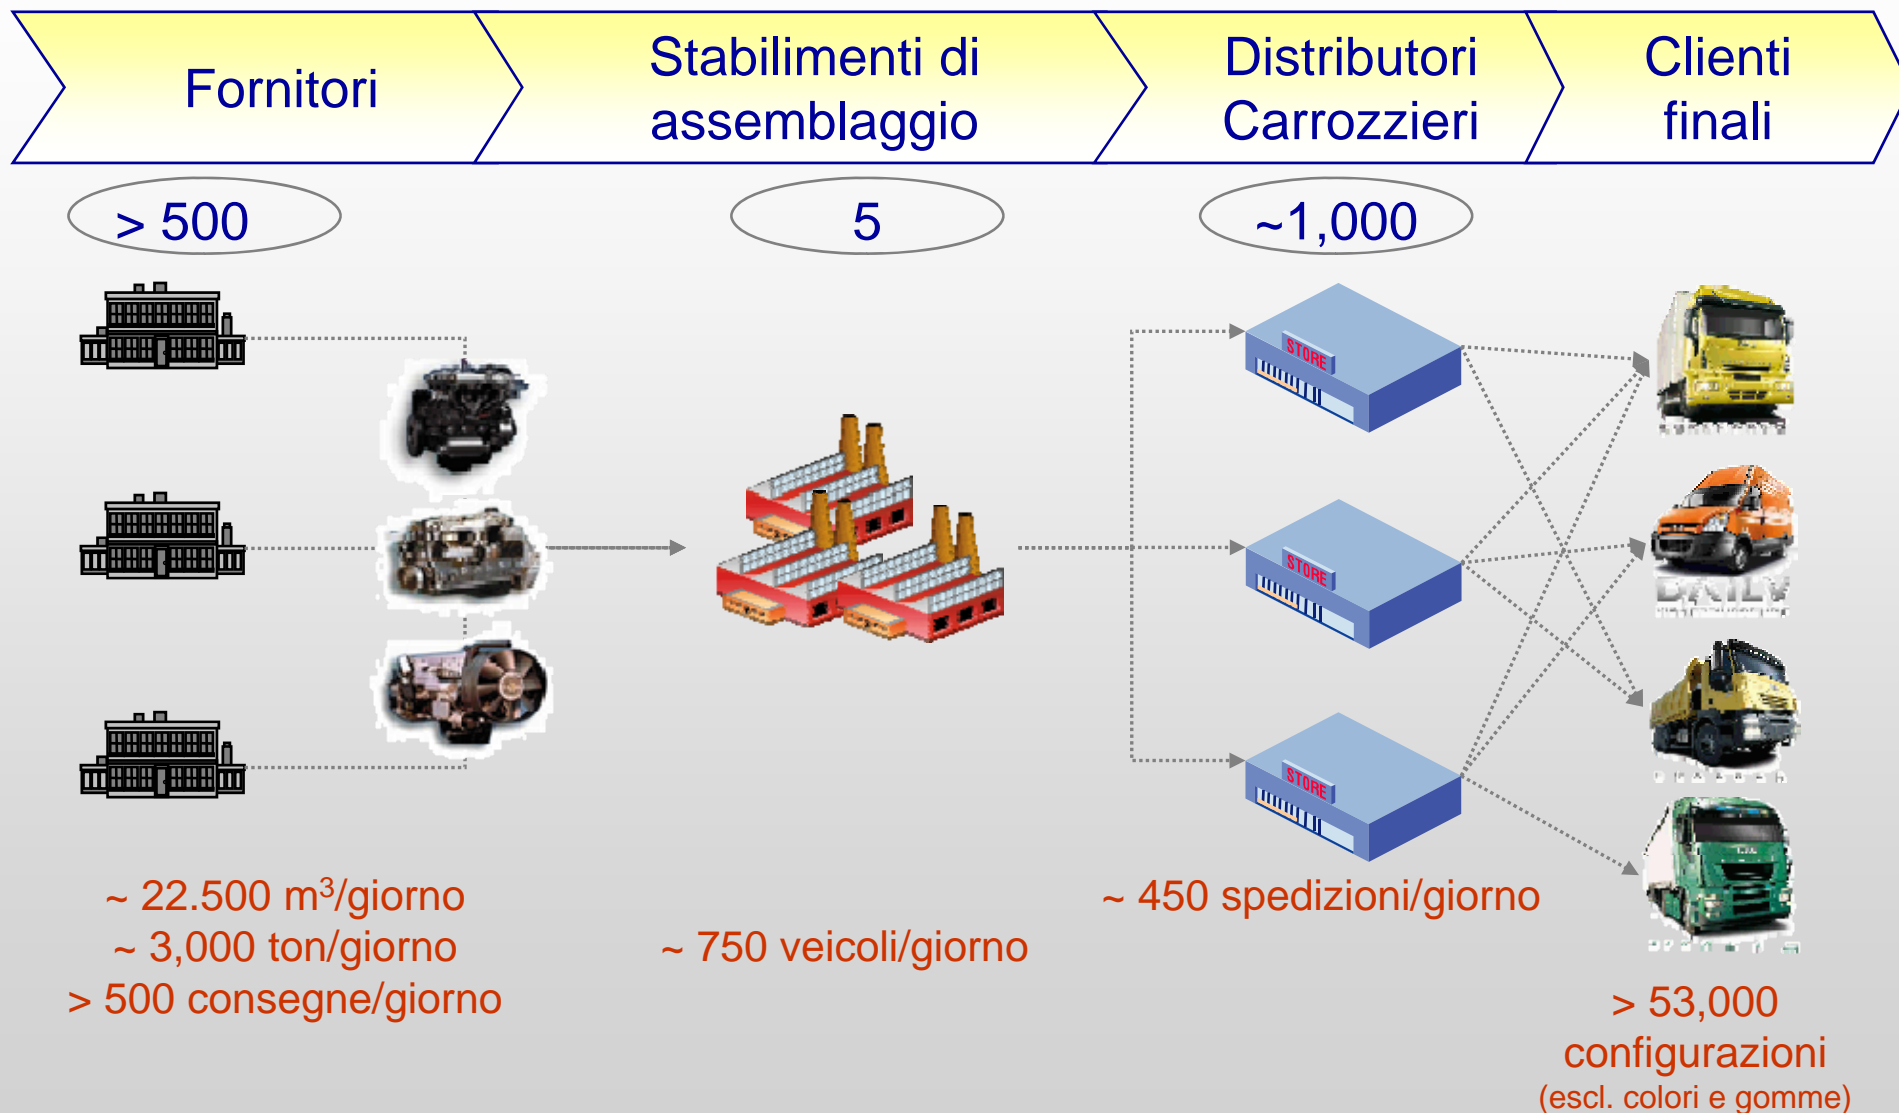 Fornitori
Stabilimenti di
assemblaggio
Distributori
Carrozzieri
Clienti
finali
> 500
5
~1,000
STORE
STORE
STORE
DAILY
~ 22.500 m³/giorno
~ 3,000 ton/giorno
> 500 consegne/giorno
~ 750 veicoli/giorno
~ 450 spedizioni/giorno
> 53,000
configurazioni
(escl. colori e gomme)